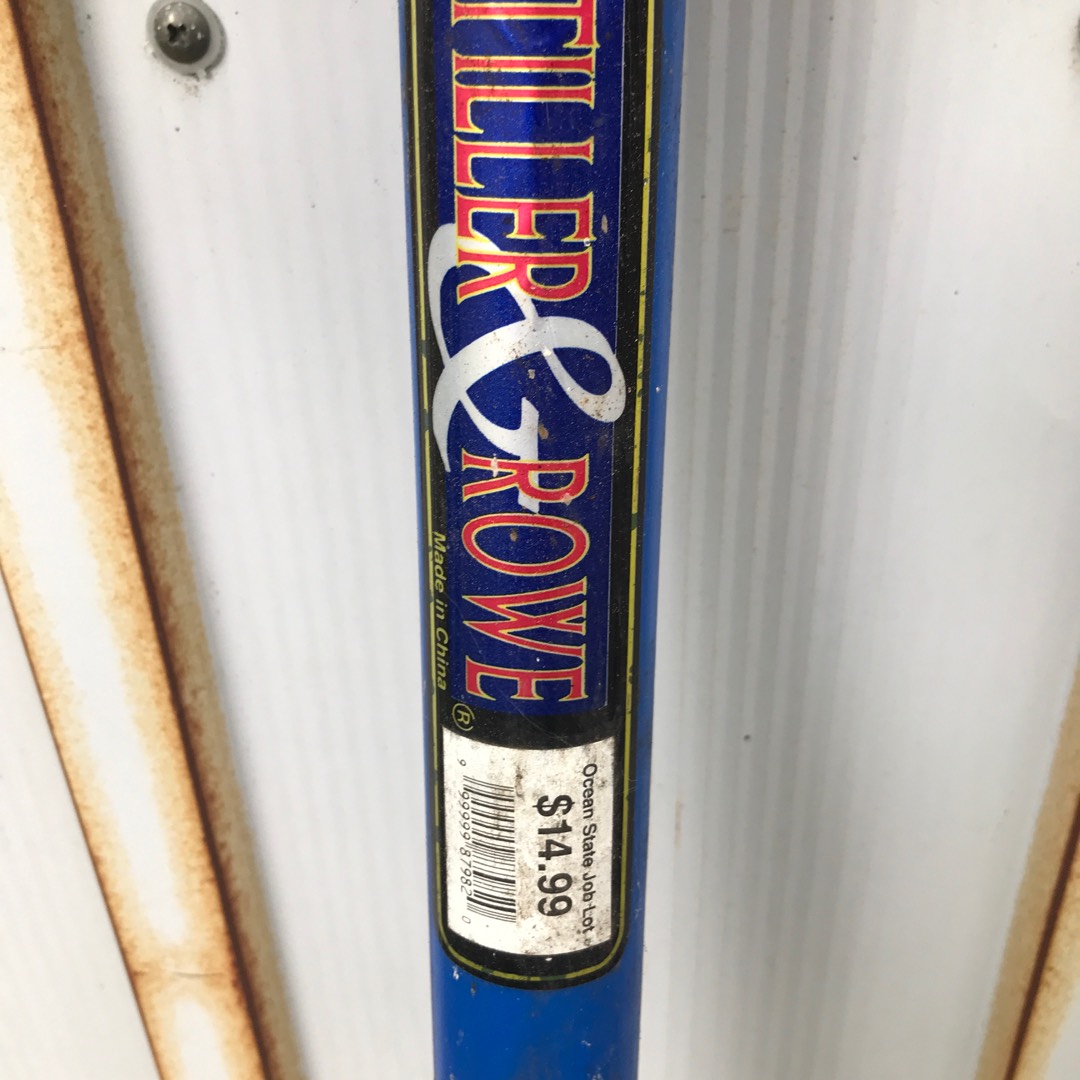 TILLER
&
ROWE
®
Made in China
Ocean State Job Lot
$14.99
9 99999 87982 0